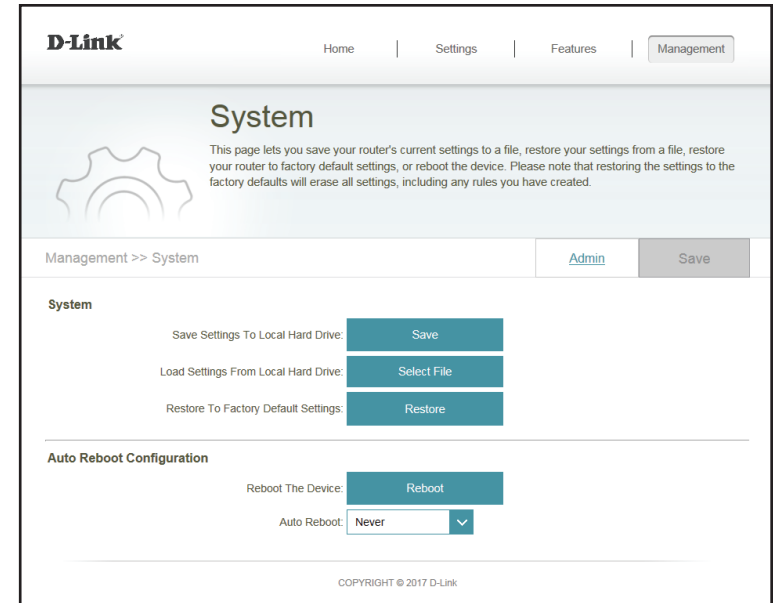 D-Link
Home
Settings
Features
Management
System
This page lets you save your router's current settings to a file, restore your settings from a file, restore
your router to factory default settings, or reboot the device. Please note that restoring the settings to the
factory defaults will erase all settings, including any rules you have created.
Management >> System
Admin
Save
System
Save Settings To Local Hard Drive:
Save
Load Settings From Local Hard Drive:
Select File
Restore To Factory Default Settings:
Restore
Auto Reboot Configuration
Reboot The Device:
Reboot
Auto Reboot:
Never
COPYRIGHT © 2017 D-Link